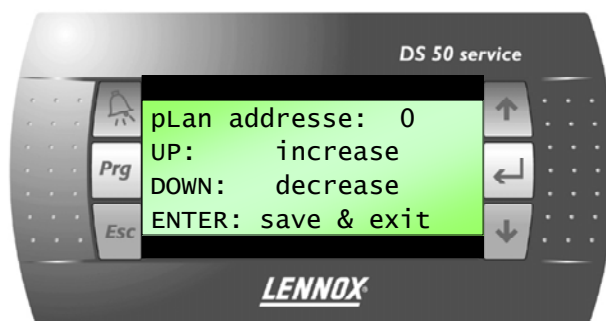 DS 50 service
pLan addresse: 0
UP: increase
Prg
DOWN: decrease
Esc
ENTER: save & exit
LENNOX